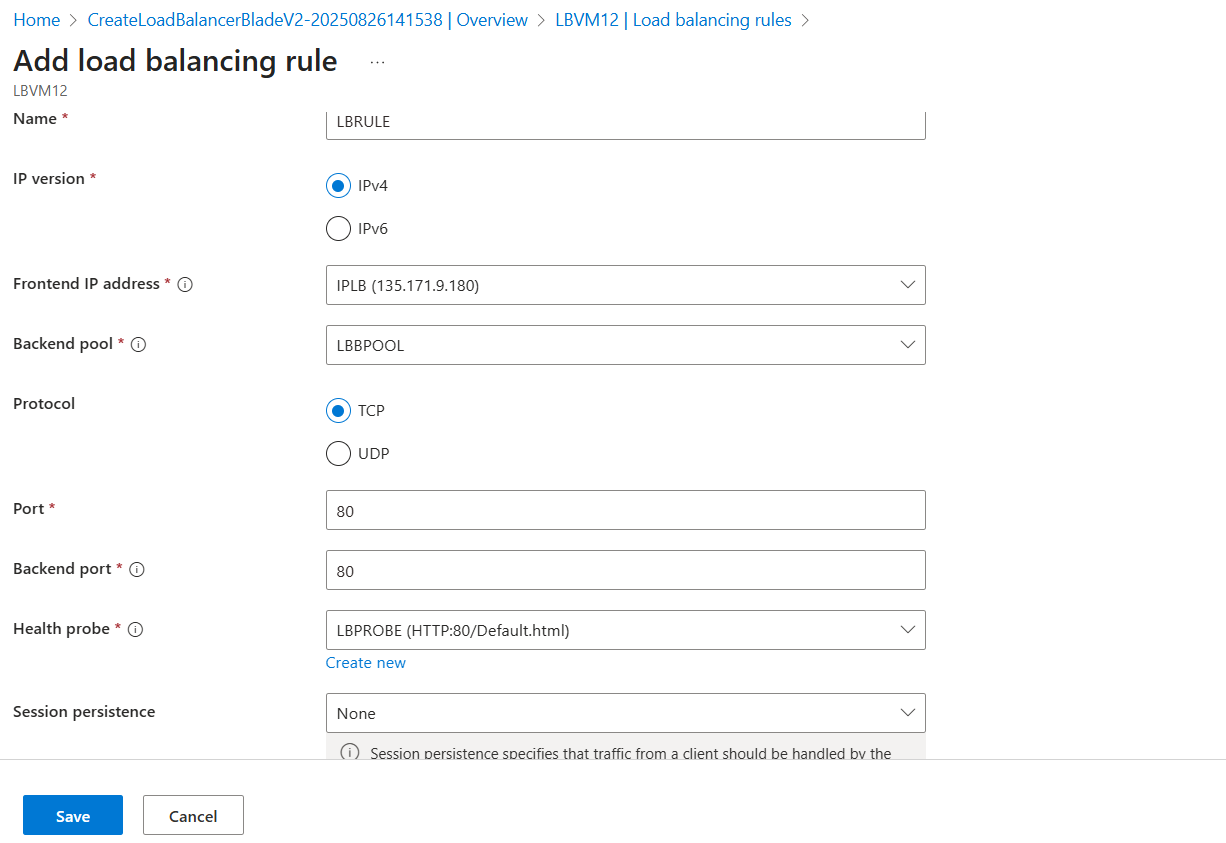 Home > CreateLoadBalancerBladeV2-20250826141538 | Overview > LBVM12 | Load balancing rules >
Add load balancing rule ...
LBVM12
Name *
LBRULE
IP version *
IPv4
IPv6
Frontend IP address *
IPLB (135.171.9.180)
Backend pool *
LBBPOOL
Protocol
TCP
UDP
Port *
80
Backend port *
80
Health probe *
LBPROBE (HTTP:80/Default.html)
Create new
Session persistence
None
Session persistence specifies that traffic from a client should be handled by the
Save
Cancel